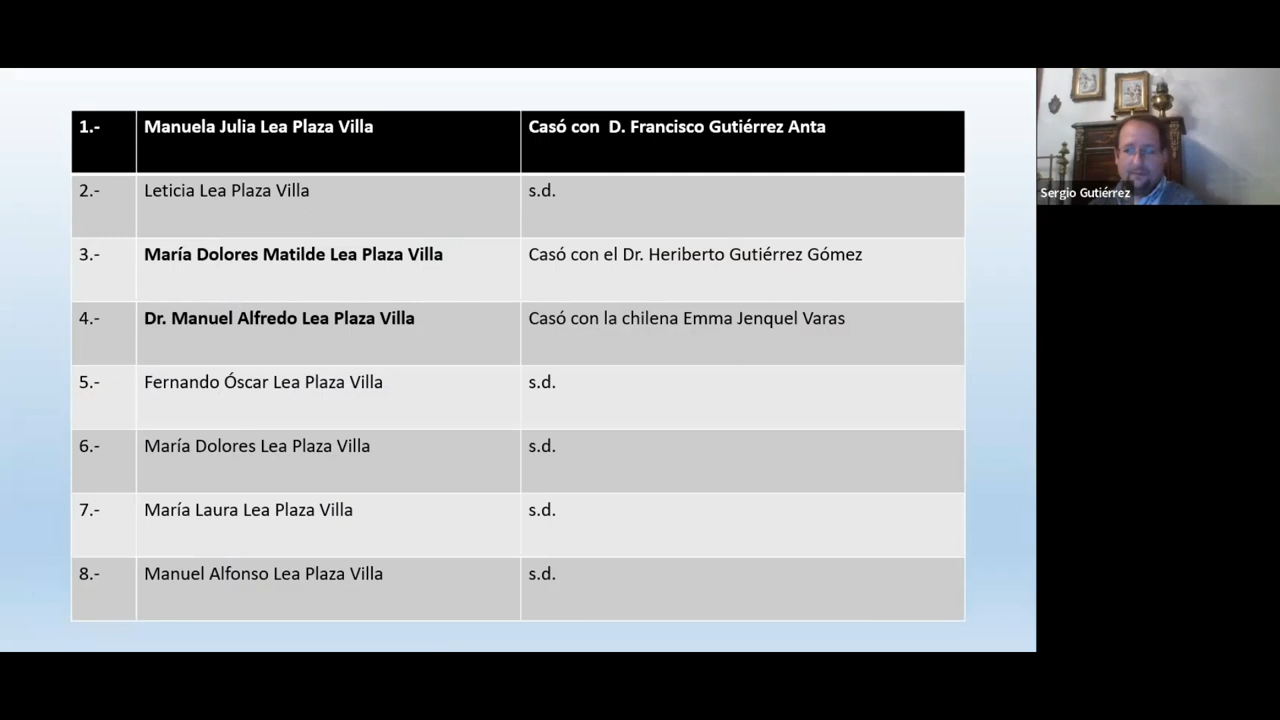 1.- Manuela Julia Lea Plaza Villa Casó con D. Francisco Gutiérrez Anta
2.- Leticia Lea Plaza Villa s.d.
3.- María Dolores Matilde Lea Plaza Villa Casó con el Dr. Heriberto Gutiérrez Gómez
4.- Dr. Manuel Alfredo Lea Plaza Villa Casó con la chilena Emma Jenquel Varas
5.- Fernando Óscar Lea Plaza Villa s.d.
6.- María Dolores Lea Plaza Villa s.d.
7.- María Laura Lea Plaza Villa s.d.
8.- Manuel Alfonso Lea Plaza Villa s.d.
Sergio Gutiérrez